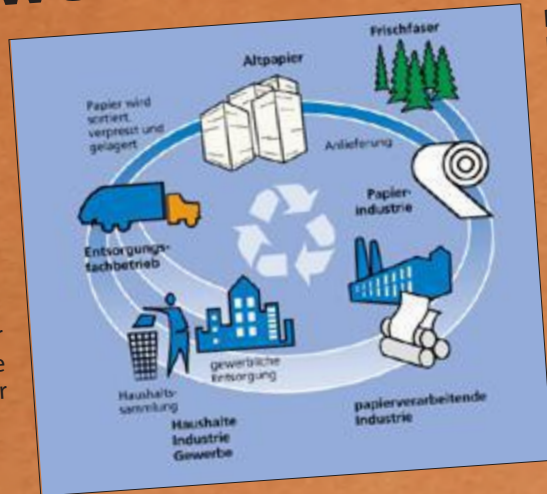 Frischfaser
Altpapier
Papier wird
sortiert,
verpresst und
gelagert
Anlieferung
Papier-
industrie
Entsorgungs-
fachbetrieb
gewerbliche
Entsorgung
Haushalts-
sammlung
Haushalte
Industrie
Gewerbe
papierverarbeitende
Industrie